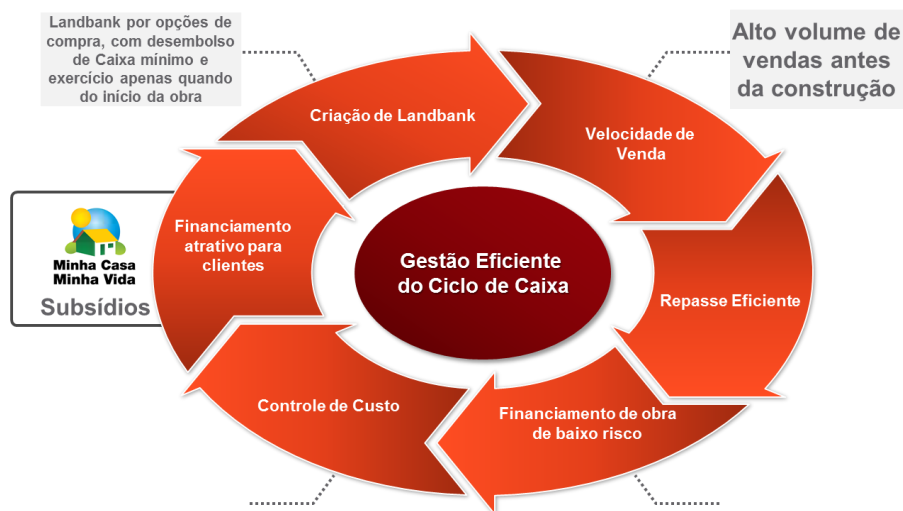 Landbank por opções de
compra, com desembolso
de Caixa mínimo e
exercício apenas quando
do início da obra
Alto volume de
vendas antes
da construção
Criação de Landbank
Velocidade de
Venda
Financiamento
atrativo para
clientes
Minha Casa
Minha Vida
Subsídios
Gestão Eficiente
do Ciclo de Caixa
Repasse Eficiente
Controle de Custo
Financiamento de obra
de baixo risco